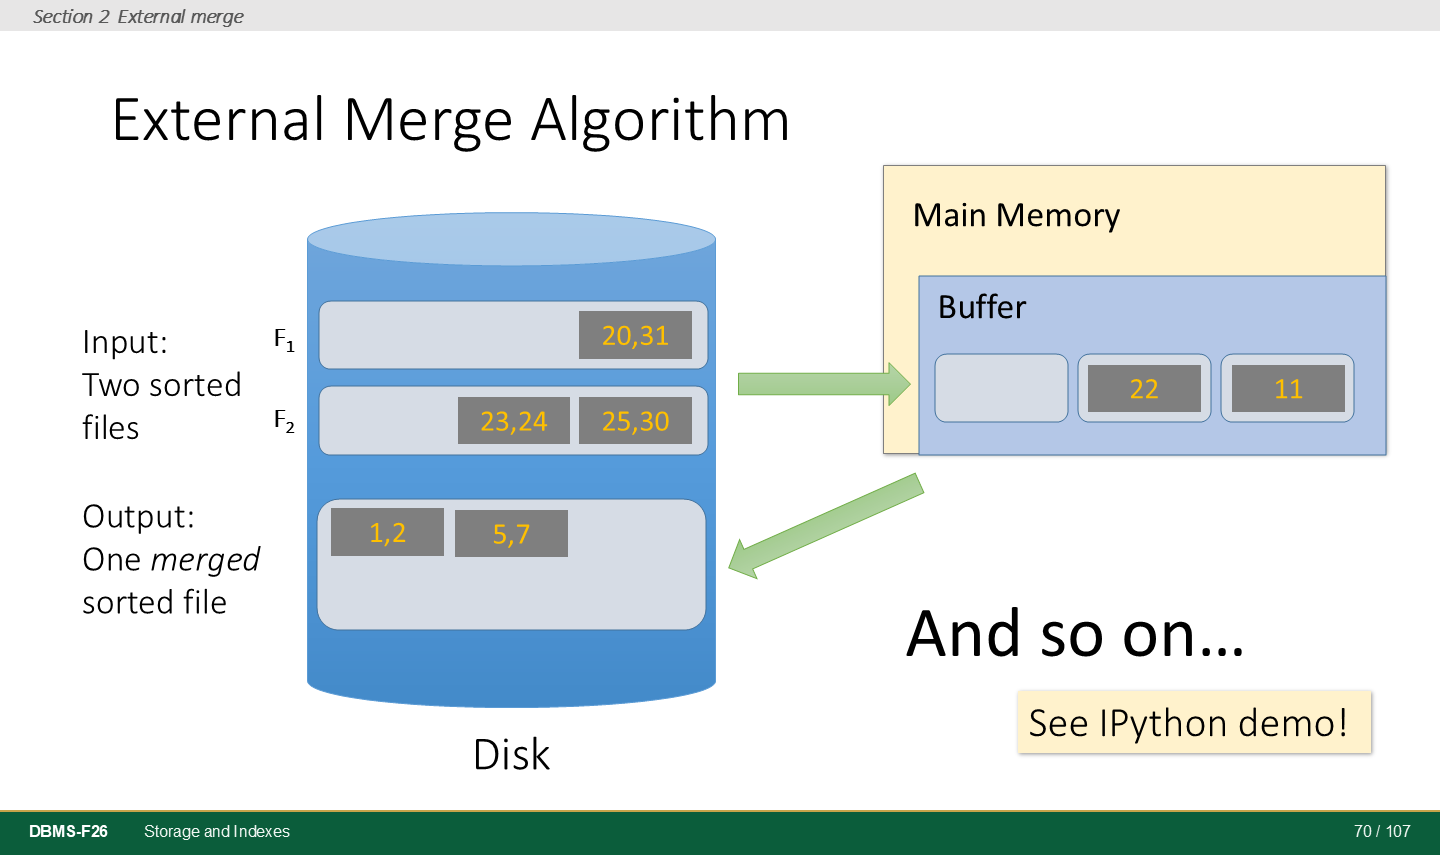 Section 2 External merge
External Merge Algorithm
Main Memory
Buffer
22
11
Input:
Two sorted
files
F1
20,31
F2
23,24
25,30
Output:
One merged
sorted file
1,2
5,7
Disk
And so on…
See IPython demo!
DBMS-F26
Storage and Indexes
70 / 107